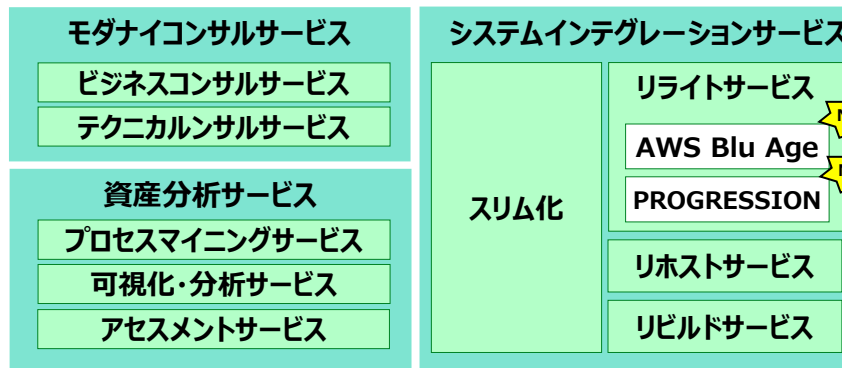 モダナイコンサルサービス
ビジネスコンサルサービス
テクニカルンサルサービス
資産分析サービス
プロセスマイニングサービス
可視化・分析サービス
アセスメントサービス
システムインテグレーションサービス
スリム化
リライトサービス
AWS Blu Age
PROGRESSION
リホストサービス
リビルドサービス